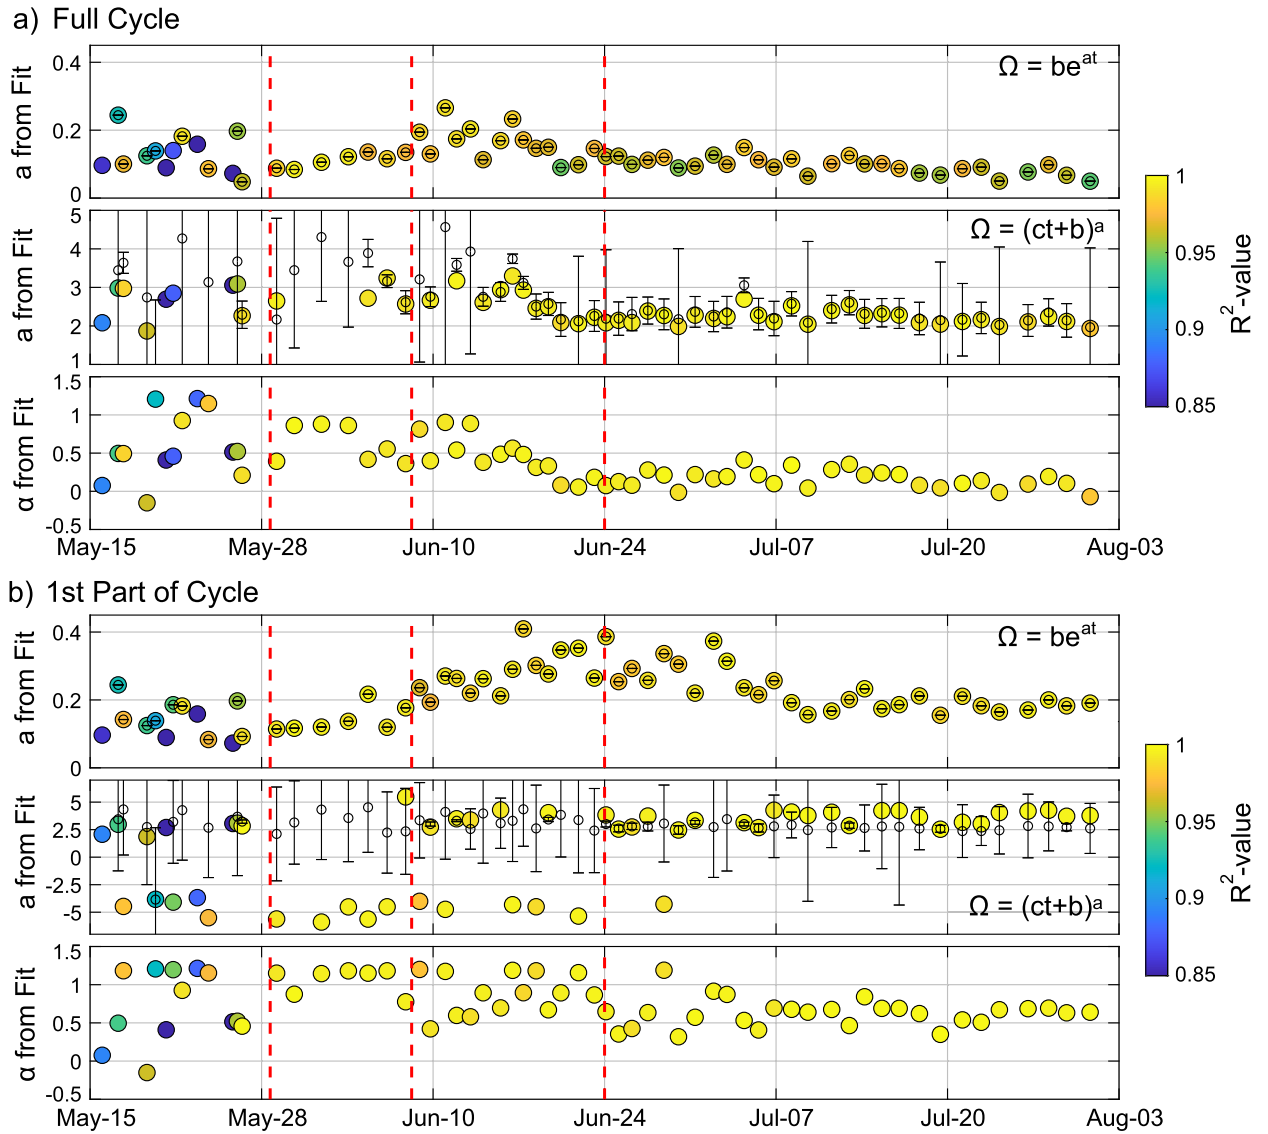 a) Full Cycle
0.4
0.2
0
a from Fit
Ω = be^at
5
4
3
2
1
a from Fit
Ω = (ct+b)^a
1.5
1
0.5
0
-0.5
α from Fit
May-15 May-28 Jun-10 Jun-24 Jul-07 Jul-20 Aug-03
1
0.95
0.9
0.85
R²-value
b) 1st Part of Cycle
0.4
0.2
0
a from Fit
Ω = be^at
5
2.5
0
-2.5
-5
a from Fit
Ω = (ct+b)^a
1.5
1
0.5
0
-0.5
α from Fit
May-15 May-28 Jun-10 Jun-24 Jul-07 Jul-20 Aug-03
1
0.95
0.9
0.85
R²-value